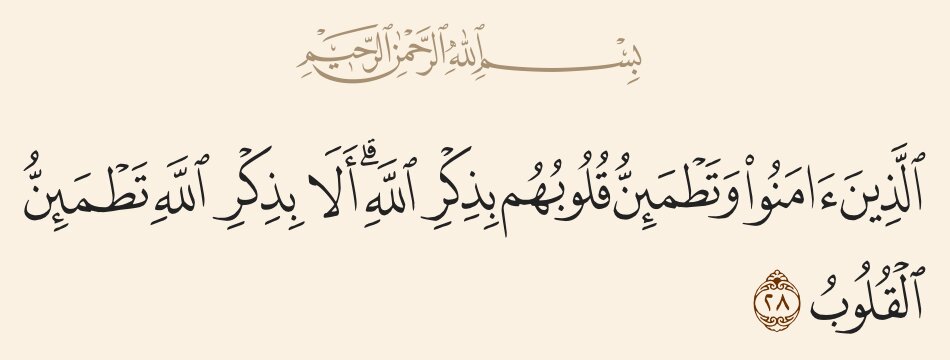 بِسْمِ ٱللَّهِ ٱلرَّحْمَٰنِ ٱلرَّحِيمِ
ٱلَّذِينَ ءَامَنُوا۟ وَتَطْمَئِنُّ قُلُوبُهُم بِذِكْرِ ٱللَّهِ ۗ أَلَا بِذِكْرِ ٱللَّهِ تَطْمَئِنُّ
ٱلْقُلُوبُ ٢٨